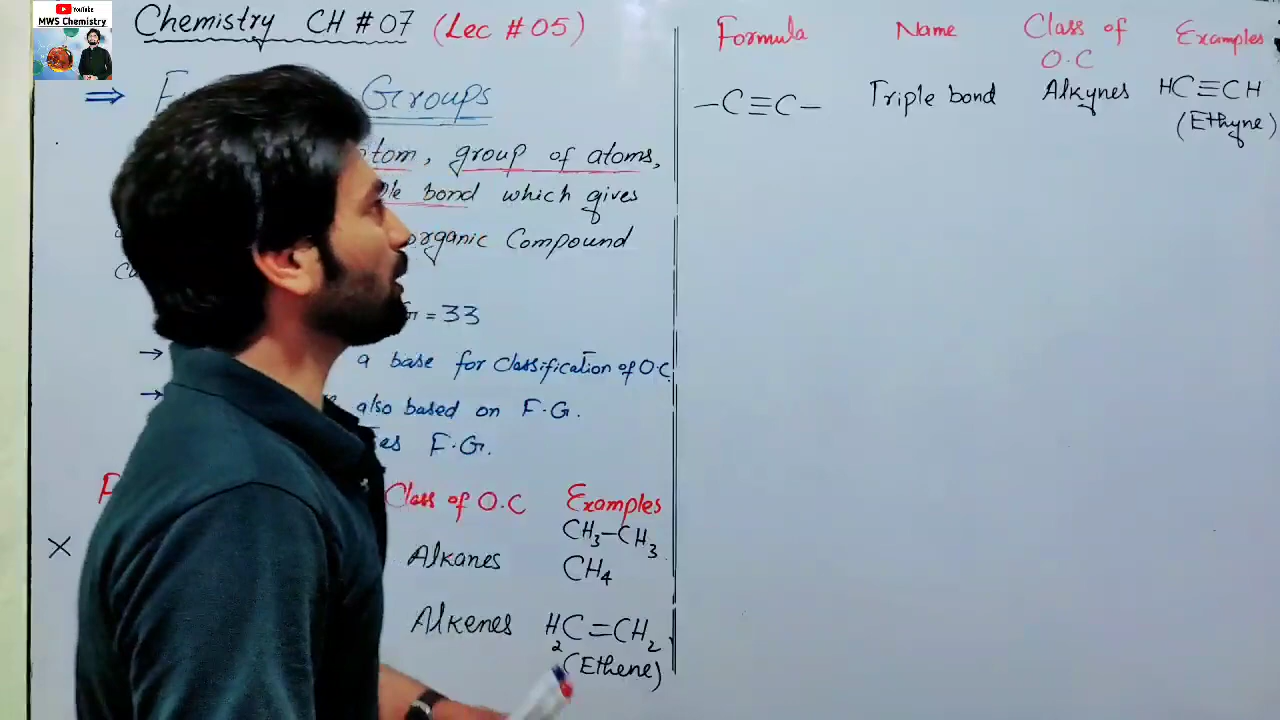 YouTube
MWS Chemistry
Chemistry CH # 07 (Lec # 05)
⇒ Groups
atom, group of atoms,
bond which gives
organic Compound
= 33
→ a base for Classification of O.C
→ also based on F.G.
F.G.
Class of O.C Examples
× Alkanes CH3–CH3
CH4
Alkenes H2C=CH2
(Ethene)
Formula Name Class of O.C Examples
–C≡C– Triple bond Alkynes HC≡CH
(Ethyne)